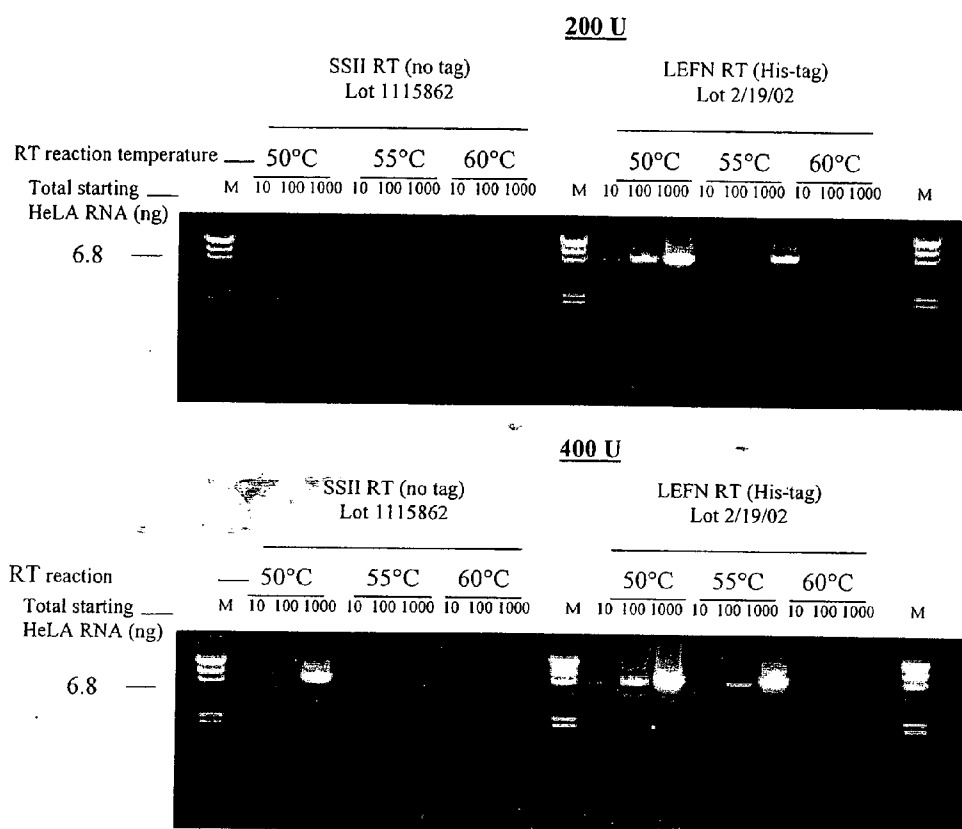 200 U
SSII RT (no tag)
Lot 1115862
LEFN RT (His-tag)
Lot 2/19/02
RT reaction temperature 50°C 55°C 60°C 50°C 55°C 60°C
Total starting M 10 100 1000 10 100 1000 10 100 1000 M 10 100 1000 10 100 1000 10 100 1000 M
HeLA RNA (ng)
6.8
400 U
SSII RT (no tag)
Lot 1115862
LEFN RT (His-tag)
Lot 2/19/02
RT reaction 50°C 55°C 60°C 50°C 55°C 60°C
Total starting M 10 100 1000 10 100 1000 10 100 1000 M 10 100 1000 10 100 1000 10 100 1000 M
HeLA RNA (ng)
6.8